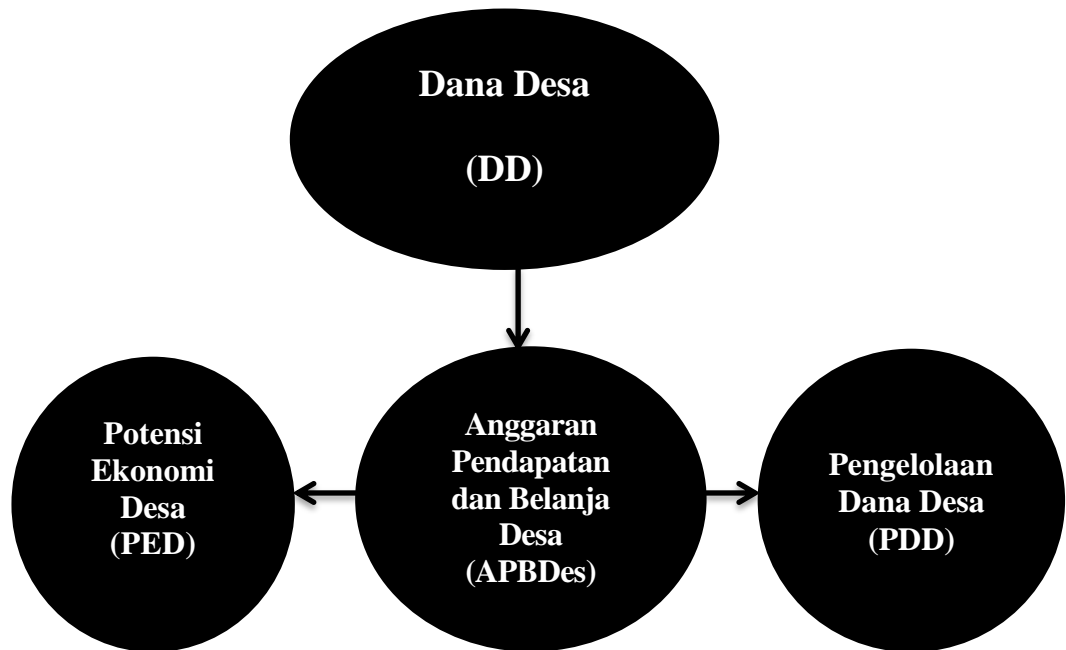 Dana Desa
(DD)
Potensi
Ekonomi
Desa
(PED)
Anggaran
Pendapatan
dan Belanja
Desa
(APBDes)
Pengelolaan
Dana Desa
(PDD)